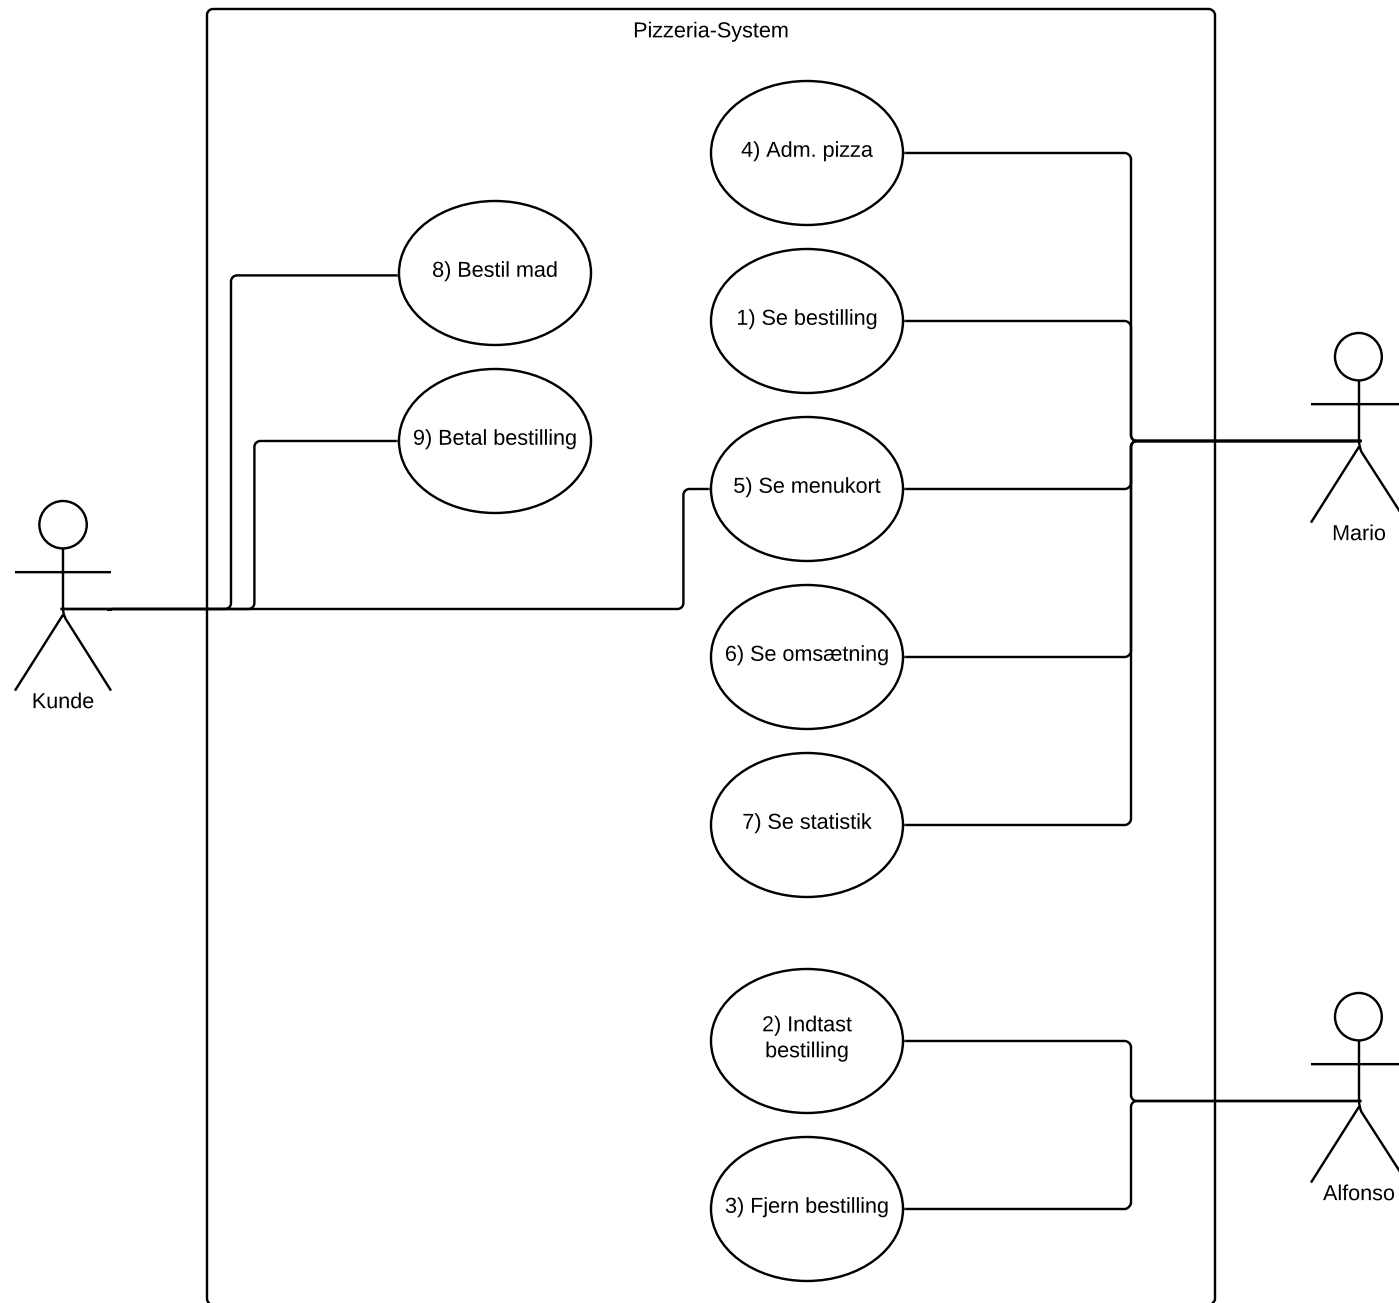 Pizzeria-System
4) Adm. pizza
8) Bestil mad
1) Se bestilling
9) Betal bestilling
5) Se menukort
Mario
6) Se omsætning
Kunde
7) Se statistik
2) Indtast
bestilling
Alfonso
3) Fjern bestilling